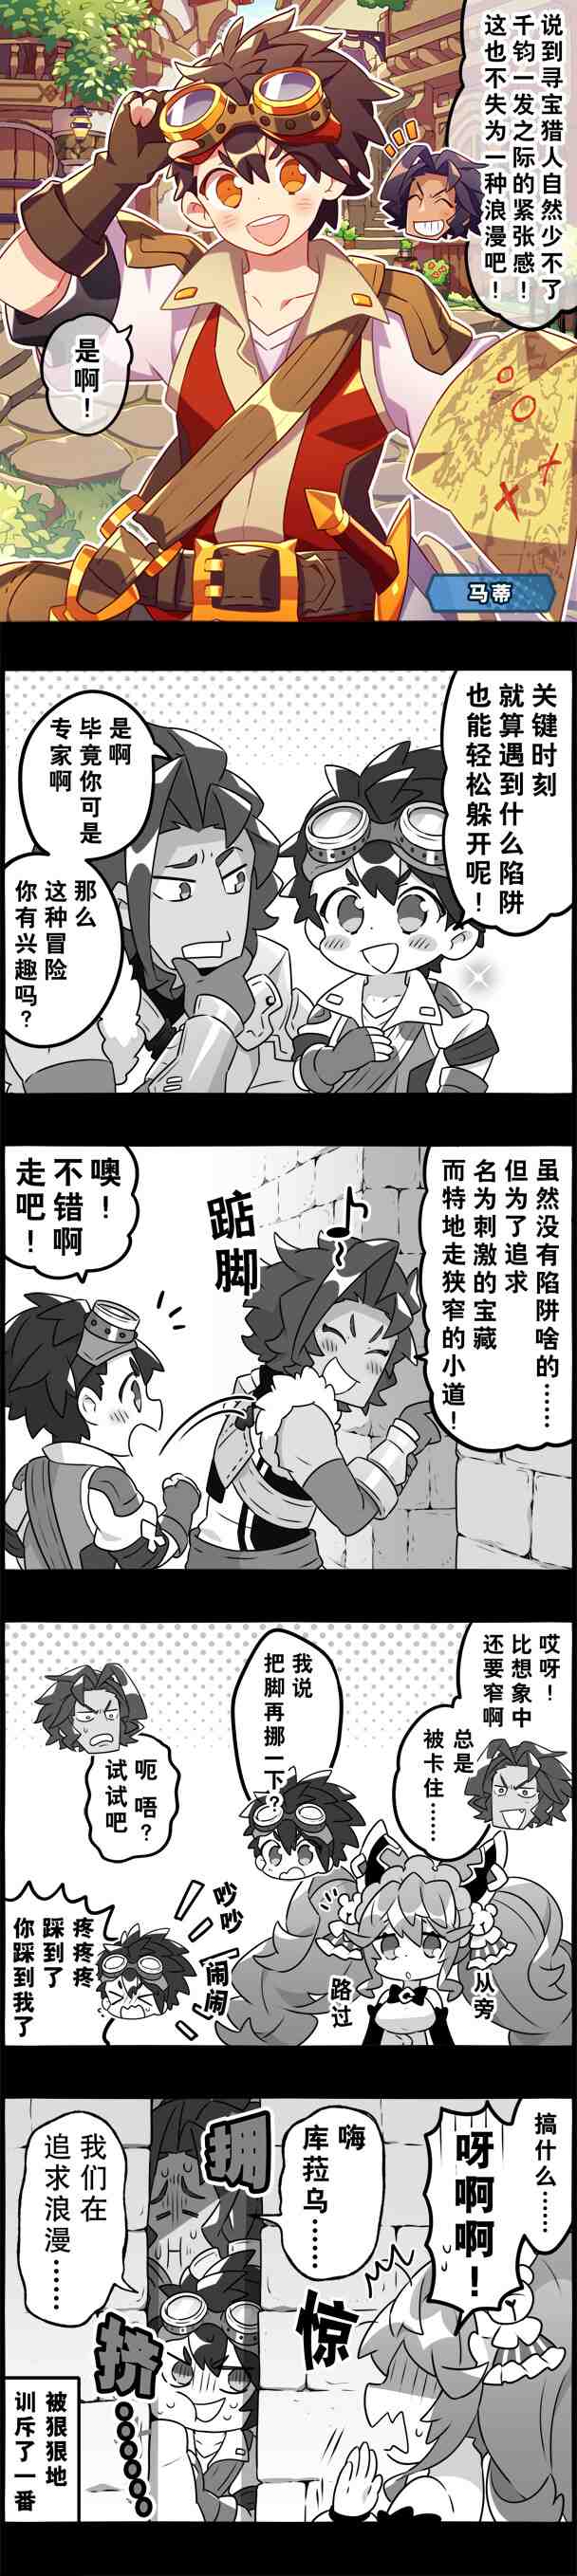 说到寻宝猎人自然少不了
千钧一发之际的紧张感！
这也不失为一种浪漫吧！
是啊！
马蒂
关键时刻
就算遇到什么陷阱
也能轻松躲开呢！
是啊
毕竟你可是
专家啊
那么
这种冒险
你有兴趣吗？
虽然没有陷阱啥的……
但为了追求
名为刺激的宝藏
而特地走狭窄的小道！
踮脚
噢！
不错啊
走吧！
哎呀！
比想象中
还要窄啊
总是
被卡住……
我说
把脚再挪一下？
呃唔？
试试吧
从旁
路过
吵吵
闹闹
疼疼疼
踩到了
你踩到我了
搞什么……
呀啊啊！
惊
嗨
库菈乌……
拥
挤……
我们在
追求浪漫……
被狠狠地
训斥了一番